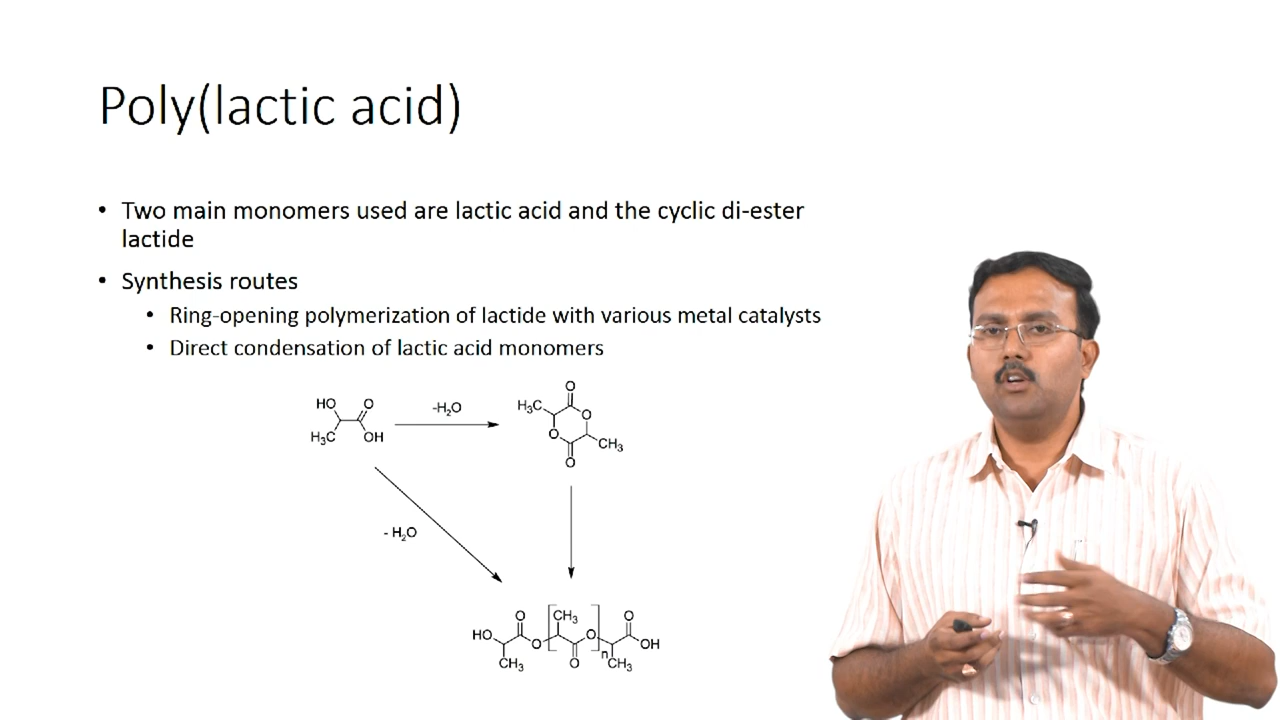 Poly(lactic acid)
• Two main monomers used are lactic acid and the cyclic di-ester
lactide
• Synthesis routes
• Ring-opening polymerization of lactide with various metal catalysts
• Direct condensation of lactic acid monomers
HO O
H₃C OH
-H₂O
O
H₃C
O
O
CH₃
O
- H₂O
O CH₃ O
HO O O OH
CH₃ O n CH₃